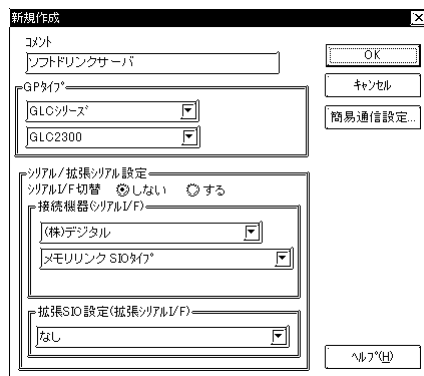 新規作成
ｺﾒﾝﾄ
ソフトドリンクサーバ
GPﾀｲﾌﾟ
GLCｼﾘｰｽﾞ
GLC2300
OK
ｷｬﾝｾﾙ
簡易通信設定...
ｼﾘｱﾙ/拡張ｼﾘｱﾙ設定
ｼﾘｱﾙI/F切替 しない する
接続機器(ｼﾘｱﾙI/F)
(株)デジタル
メモリリンク SIOﾀｲﾌﾟ
拡張SIO設定(拡張ｼﾘｱﾙI/F)
なし
ﾍﾙﾌﾟ(H)